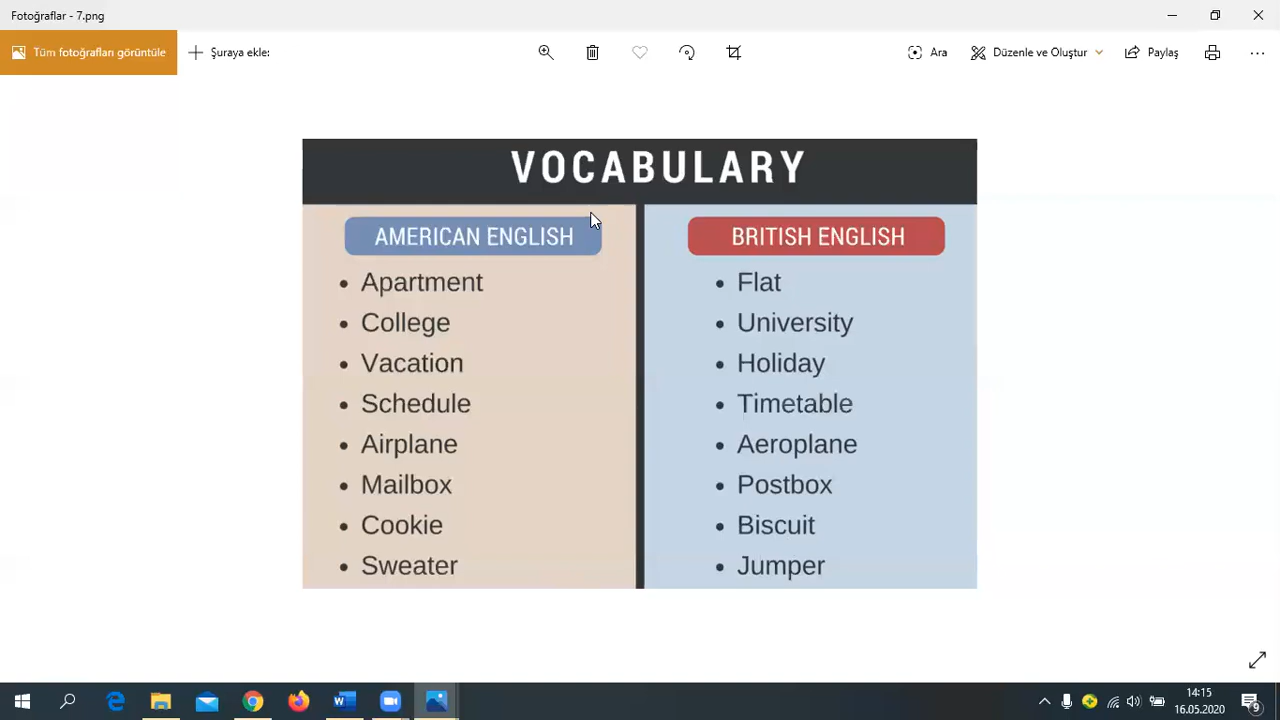 Fotoğraflar - 7.png
Tüm fotoğrafları görüntüle
Şuraya ekle:
Ara
Düzenle ve Oluştur
Paylaş
VOCABULARY
AMERICAN ENGLISH
Apartment
College
Vacation
Schedule
Airplane
Mailbox
Cookie
Sweater
BRITISH ENGLISH
Flat
University
Holiday
Timetable
Aeroplane
Postbox
Biscuit
Jumper
14:15
16.05.2020
9